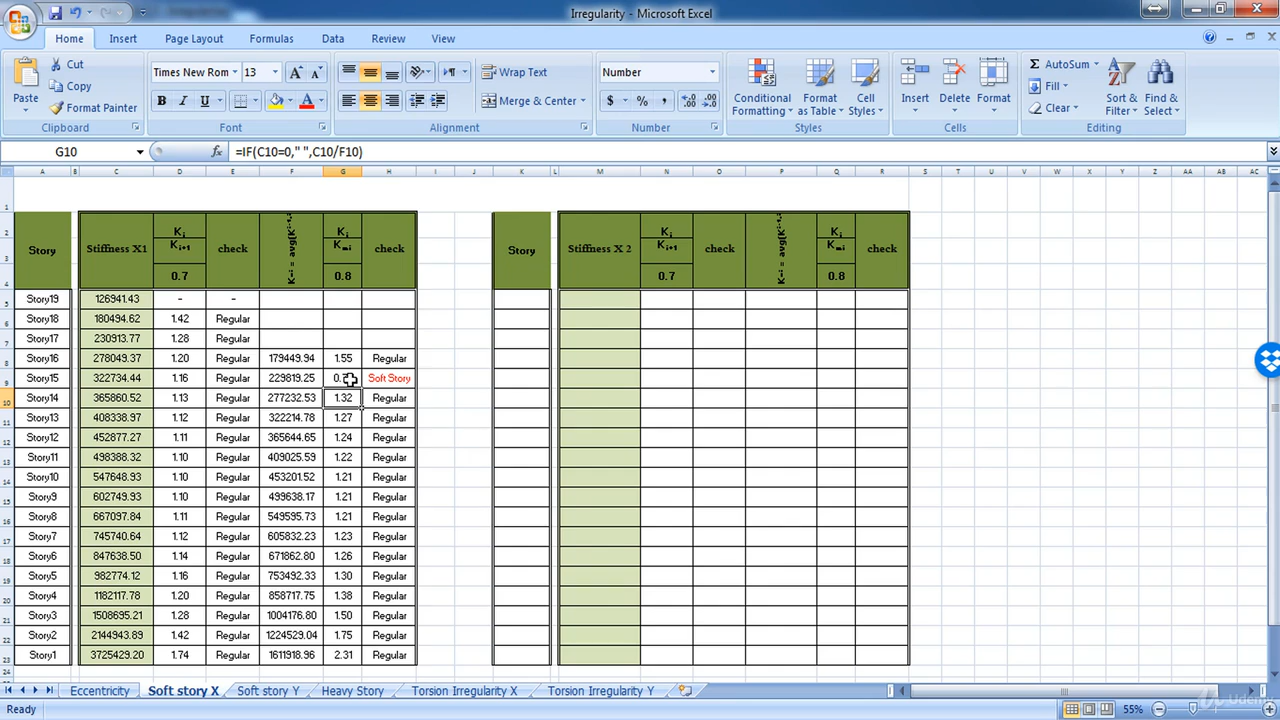 Irregularity - Microsoft Excel
Home Insert Page Layout Formulas Data Review View
Cut
Copy
Format Painter
Paste
Clipboard
Times New Rom 13
Font
Wrap Text
Merge & Center
Alignment
Number
Number
Conditional Formatting
Format as Table
Cell Styles
Styles
Insert Delete Format
Cells
AutoSum
Fill
Clear
Sort & Filter
Find & Select
Editing
G10 fx =IF(C10=0," ",C10/F10)
A B C D E F G H I J K L M N O P Q R S T U V W X Y Z AA AB AC
Story Stiffness X1 Ki/Ki+1 0.7 check Ki/Kmi 0.8 check
Story Stiffness X 2 Ki/Ki+1 0.7 check Ki/Kmi 0.8 check
Story19 126941.43 - -
Story18 180494.62 1.42 Regular
Story17 230913.77 1.28 Regular
Story16 278049.37 1.20 Regular 179449.94 1.55 Regular
Story15 322734.44 1.16 Regular 229819.25 Soft Story
Story14 365860.52 1.13 Regular 277232.53 1.32 Regular
Story13 408338.97 1.12 Regular 322214.78 1.27 Regular
Story12 452877.27 1.11 Regular 365644.65 1.24 Regular
Story11 498388.32 1.10 Regular 409025.59 1.22 Regular
Story10 547648.93 1.10 Regular 453201.52 1.21 Regular
Story9 602749.93 1.10 Regular 499638.17 1.21 Regular
Story8 667097.84 1.11 Regular 549595.73 1.21 Regular
Story7 745740.64 1.12 Regular 605832.23 1.23 Regular
Story6 847638.50 1.14 Regular 671862.80 1.26 Regular
Story5 982774.12 1.16 Regular 753492.33 1.30 Regular
Story4 1182117.78 1.20 Regular 858717.75 1.38 Regular
Story3 1508695.21 1.28 Regular 1004176.80 1.50 Regular
Story2 2144943.89 1.42 Regular 1224529.04 1.75 Regular
Story1 3725429.20 1.74 Regular 1611918.96 2.31 Regular
Eccentricity Soft story X Soft story Y Heavy Story Torsion Irregularity X Torsion Irregularity Y
Ready 55%
Udemy